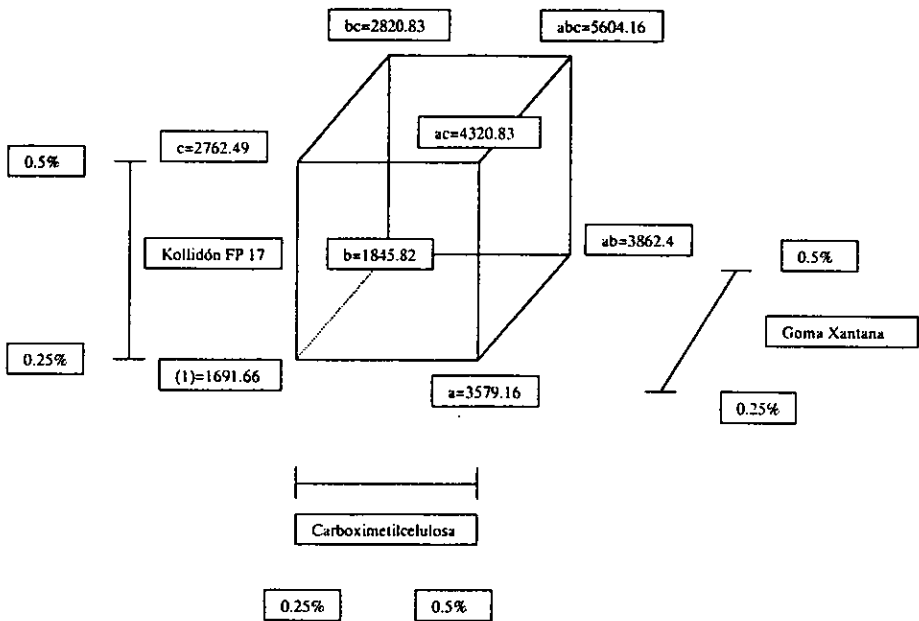 bc=2820.83
abc=5604.16
ac=4320.83
c=2762.49
0.5%
Kollidón FP 17
b=1845.82
ab=3862.4
0.5%
Goma Xantana
0.25%
(1)=1691.66
a=3579.16
0.25%
Carboximetilcelulosa
0.25%
0.5%